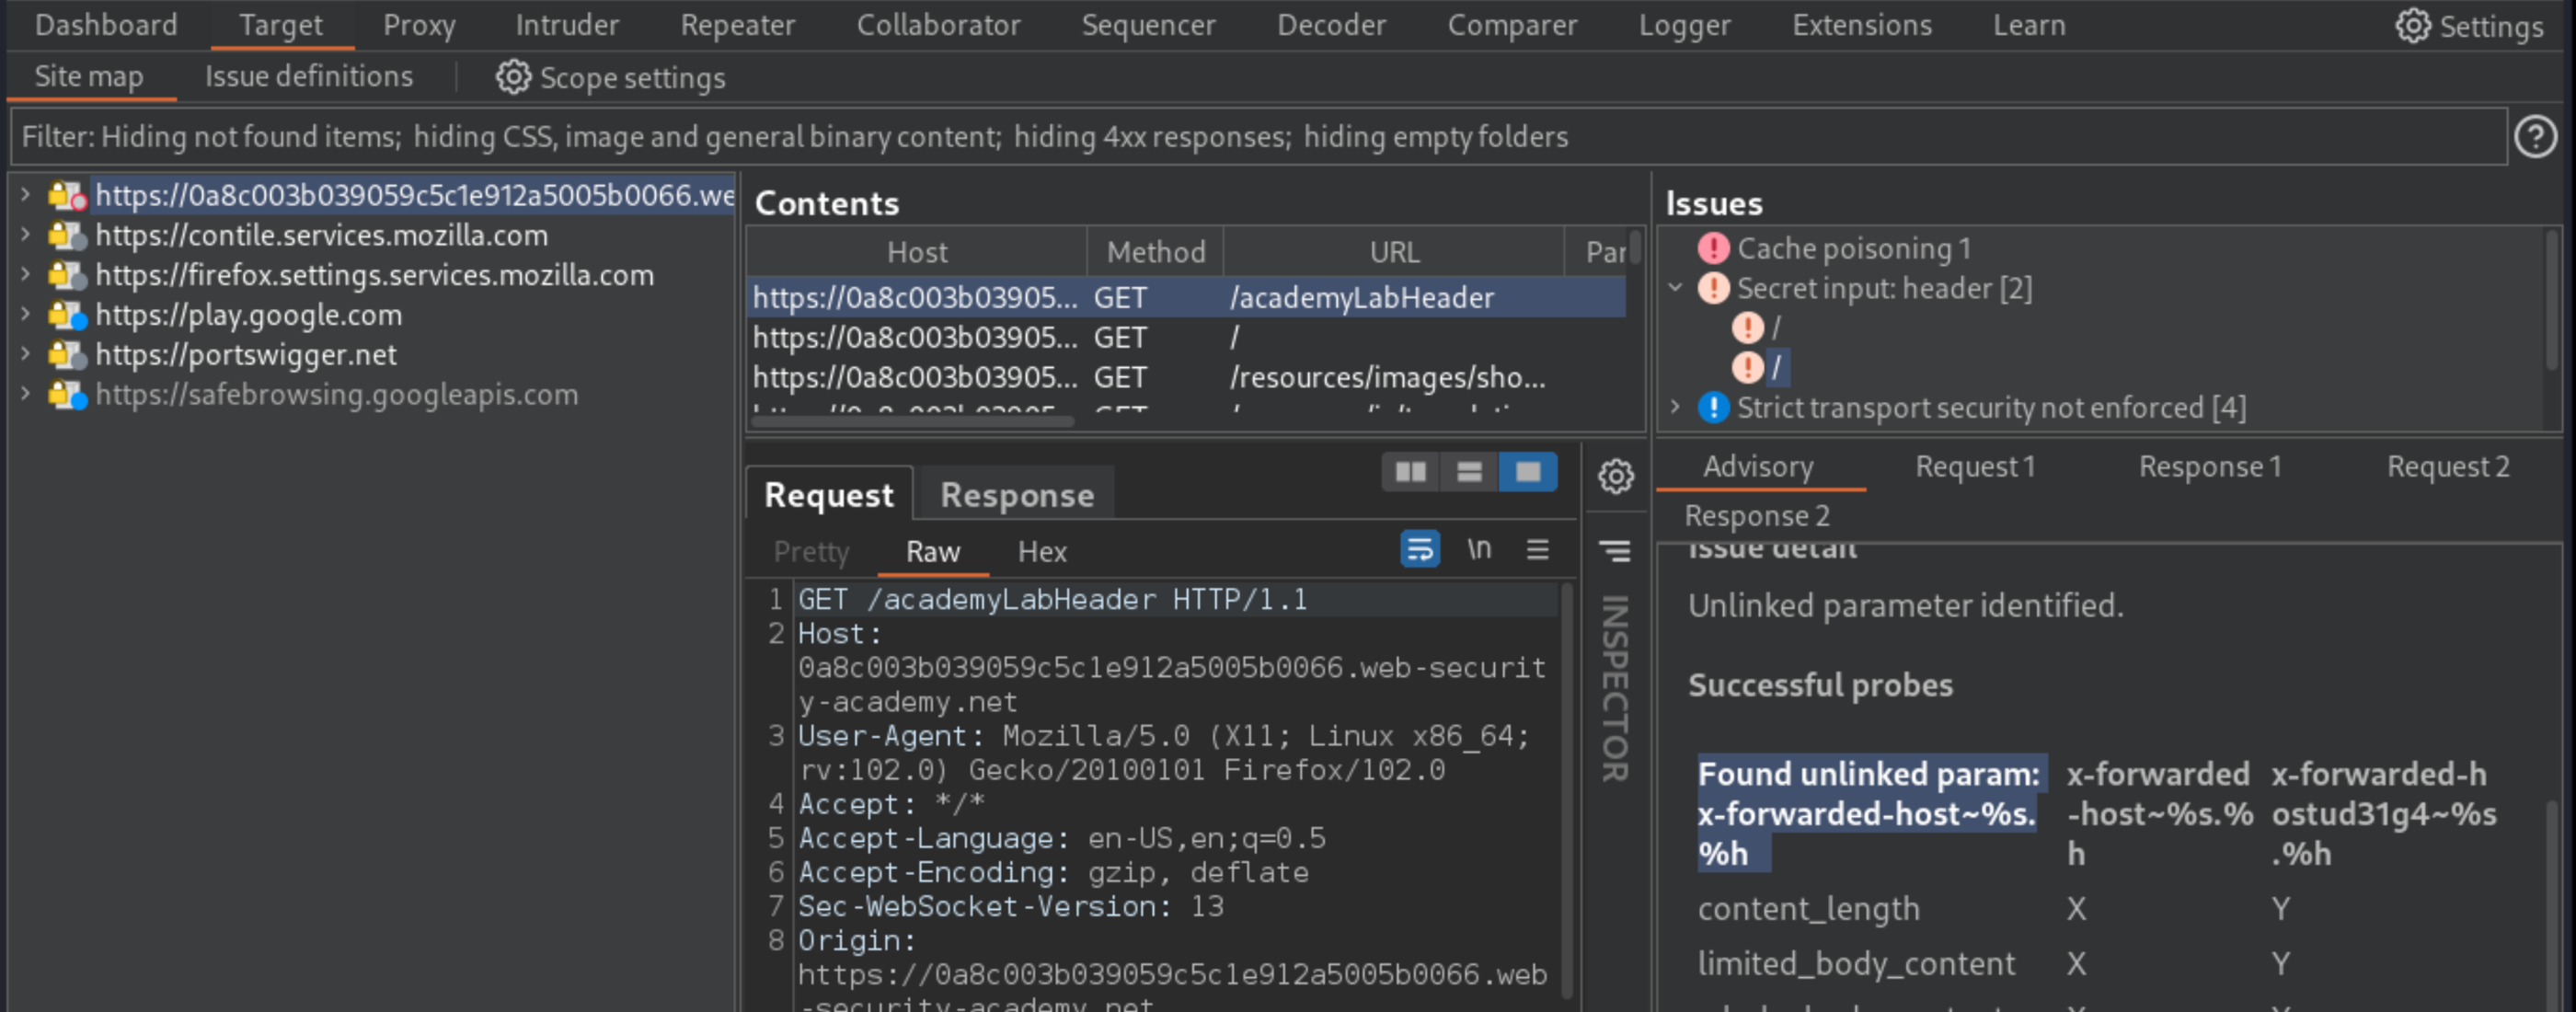 Dashboard Target Proxy Intruder Repeater Collaborator Sequencer Decoder Comparer Logger Extensions Learn Settings
Site map Issue definitions Scope settings
Filter: Hiding not found items; hiding CSS, image and general binary content; hiding 4xx responses; hiding empty folders
https://0a8c003b039059c5c1e912a5005b0066.we
https://contile.services.mozilla.com
https://firefox.settings.services.mozilla.com
https://play.google.com
https://portswigger.net
https://safebrowsing.googleapis.com
Contents
Host Method URL Par
https://0a8c003b03905... GET /academyLabHeader
https://0a8c003b03905... GET /
https://0a8c003b03905... GET /resources/images/sho...
Request Response
Pretty Raw Hex \n
1 GET /academyLabHeader HTTP/1.1
2 Host:
0a8c003b039059c5c1e912a5005b0066.web-securit
y-academy.net
3 User-Agent: Mozilla/5.0 (X11; Linux x86_64;
rv:102.0) Gecko/20100101 Firefox/102.0
4 Accept: */*
5 Accept-Language: en-US,en;q=0.5
6 Accept-Encoding: gzip, deflate
7 Sec-WebSocket-Version: 13
8 Origin:
https://0a8c003b039059c5c1e912a5005b0066.web
-security-academy.net
INSPECTOR
Issues
Cache poisoning 1
Secret input: header [2]
/
/
Strict transport security not enforced [4]
Advisory Request 1 Response 1 Request 2
Response 2
Issue detail
Unlinked parameter identified.
Successful probes
Found unlinked param: x-forwarded x-forwarded-h
x-forwarded-host~%s. -host~%s.% ostud31g4~%s
%h h .%h
content_length X Y
limited_body_content X Y